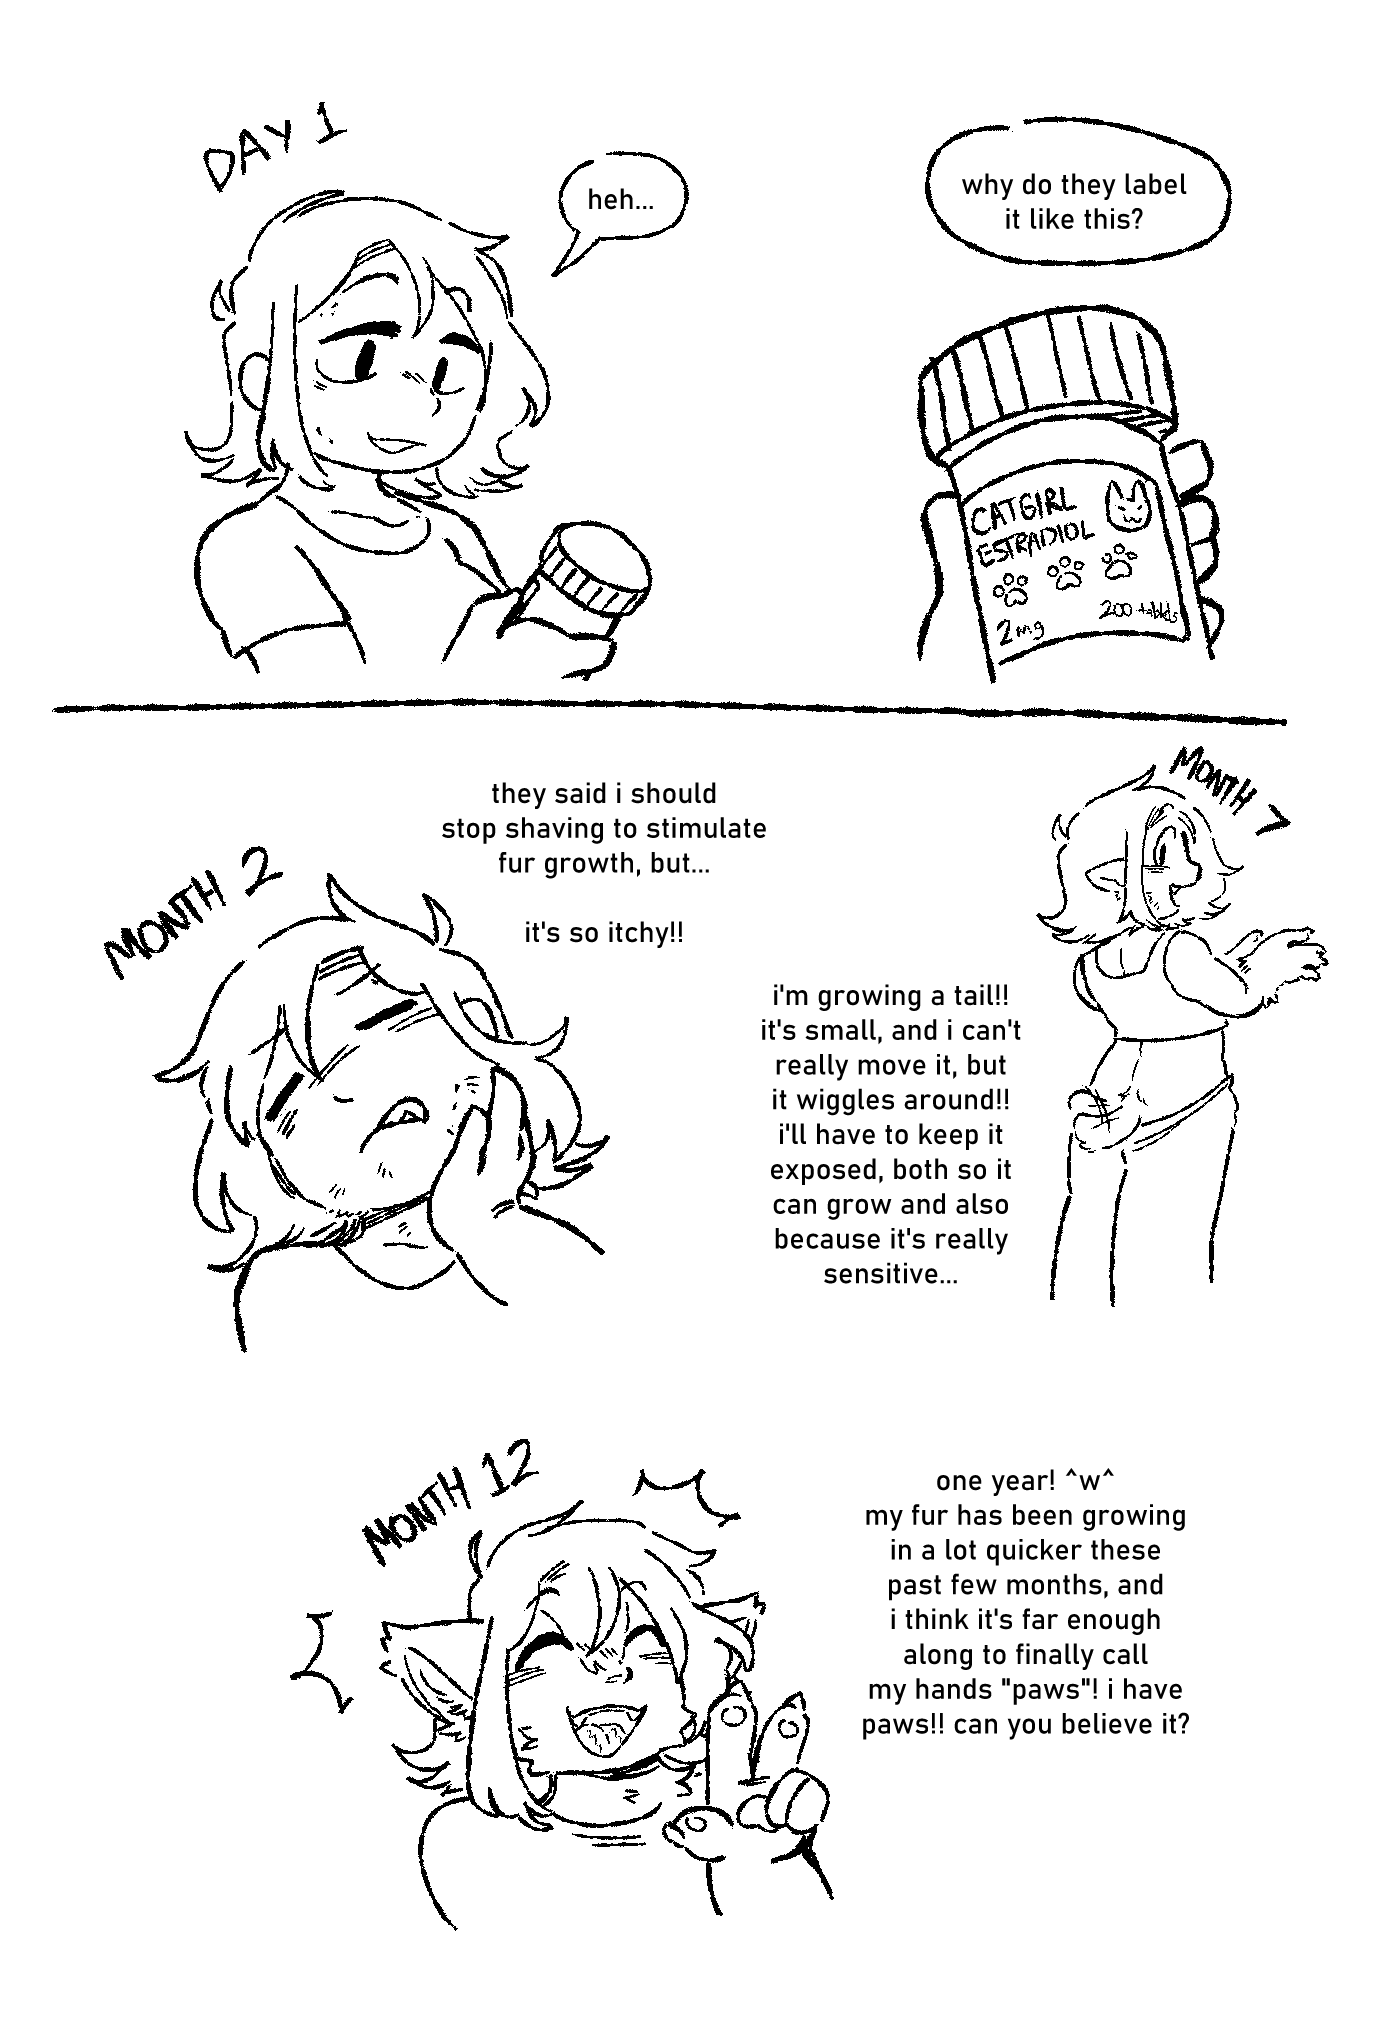 DAY 1
heh...
why do they label
it like this?
CATGIRL
ESTRADIOL
2mg
200 tablets
MONTH 2
they said i should
stop shaving to stimulate
fur growth, but...
it's so itchy!!
MONTH 7
i'm growing a tail!!
it's small, and i can't
really move it, but
it wiggles around!!
i'll have to keep it
exposed, both so it
can grow and also
because it's really
sensitive...
MONTH 12
one year! ^w^
my fur has been growing
in a lot quicker these
past few months, and
i think it's far enough
along to finally call
my hands "paws"! i have
paws!! can you believe it?